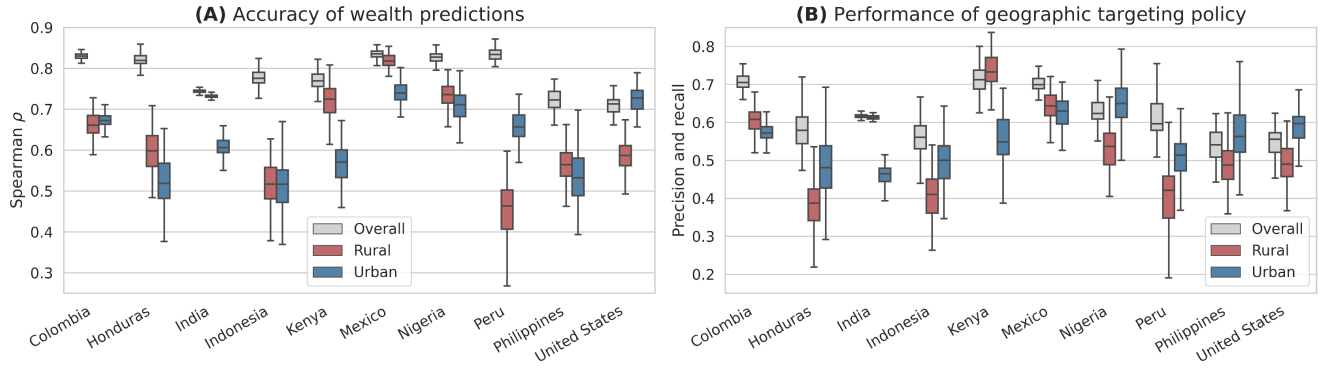 (A) Accuracy of wealth predictions
Spearman ρ
0.9
0.8
0.7
0.6
0.5
0.4
0.3
Overall
Rural
Urban
Colombia
Honduras
India
Indonesia
Kenya
Mexico
Nigeria
Peru
Philippines
United States
(B) Performance of geographic targeting policy
Precision and recall
0.8
0.7
0.6
0.5
0.4
0.3
0.2
Overall
Rural
Urban
Colombia
Honduras
India
Indonesia
Kenya
Mexico
Nigeria
Peru
Philippines
United States